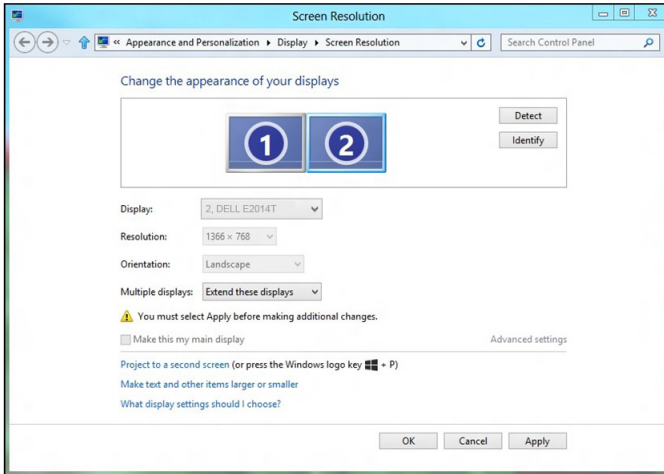 Screen Resolution
« Appearance and Personalization ▸ Display ▸ Screen Resolution
Search Control Panel
Change the appearance of your displays
1
2
Detect
Identify
Display: 2, DELL E2014T
Resolution: 1366 × 768
Orientation: Landscape
Multiple displays: Extend these displays
You must select Apply before making additional changes.
Make this my main display Advanced settings
Project to a second screen (or press the Windows logo key + P)
Make text and other items larger or smaller
What display settings should I choose?
OK Cancel Apply